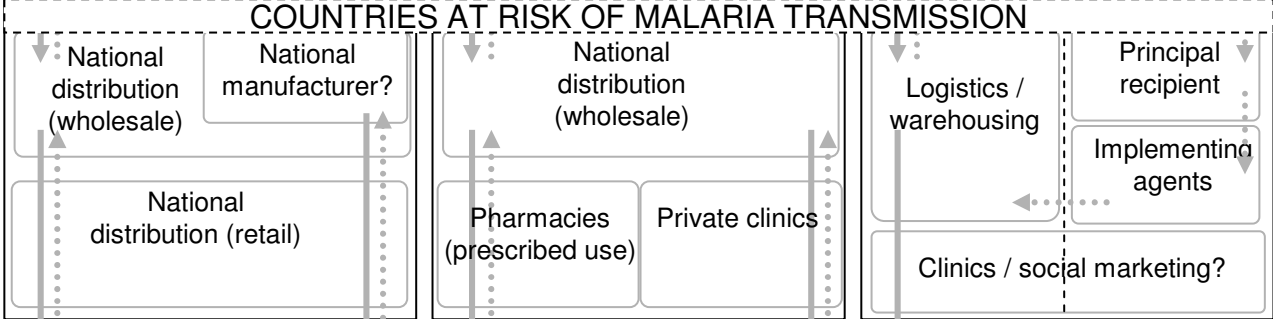 COUNTRIES AT RISK OF MALARIA TRANSMISSION
National
distribution
(wholesale)
National
manufacturer?
National
distribution (retail)
National
distribution
(wholesale)
Pharmacies
(prescribed use)
Private clinics
Logistics /
warehousing
Principal
recipient
Implementing
agents
Clinics / social marketing?